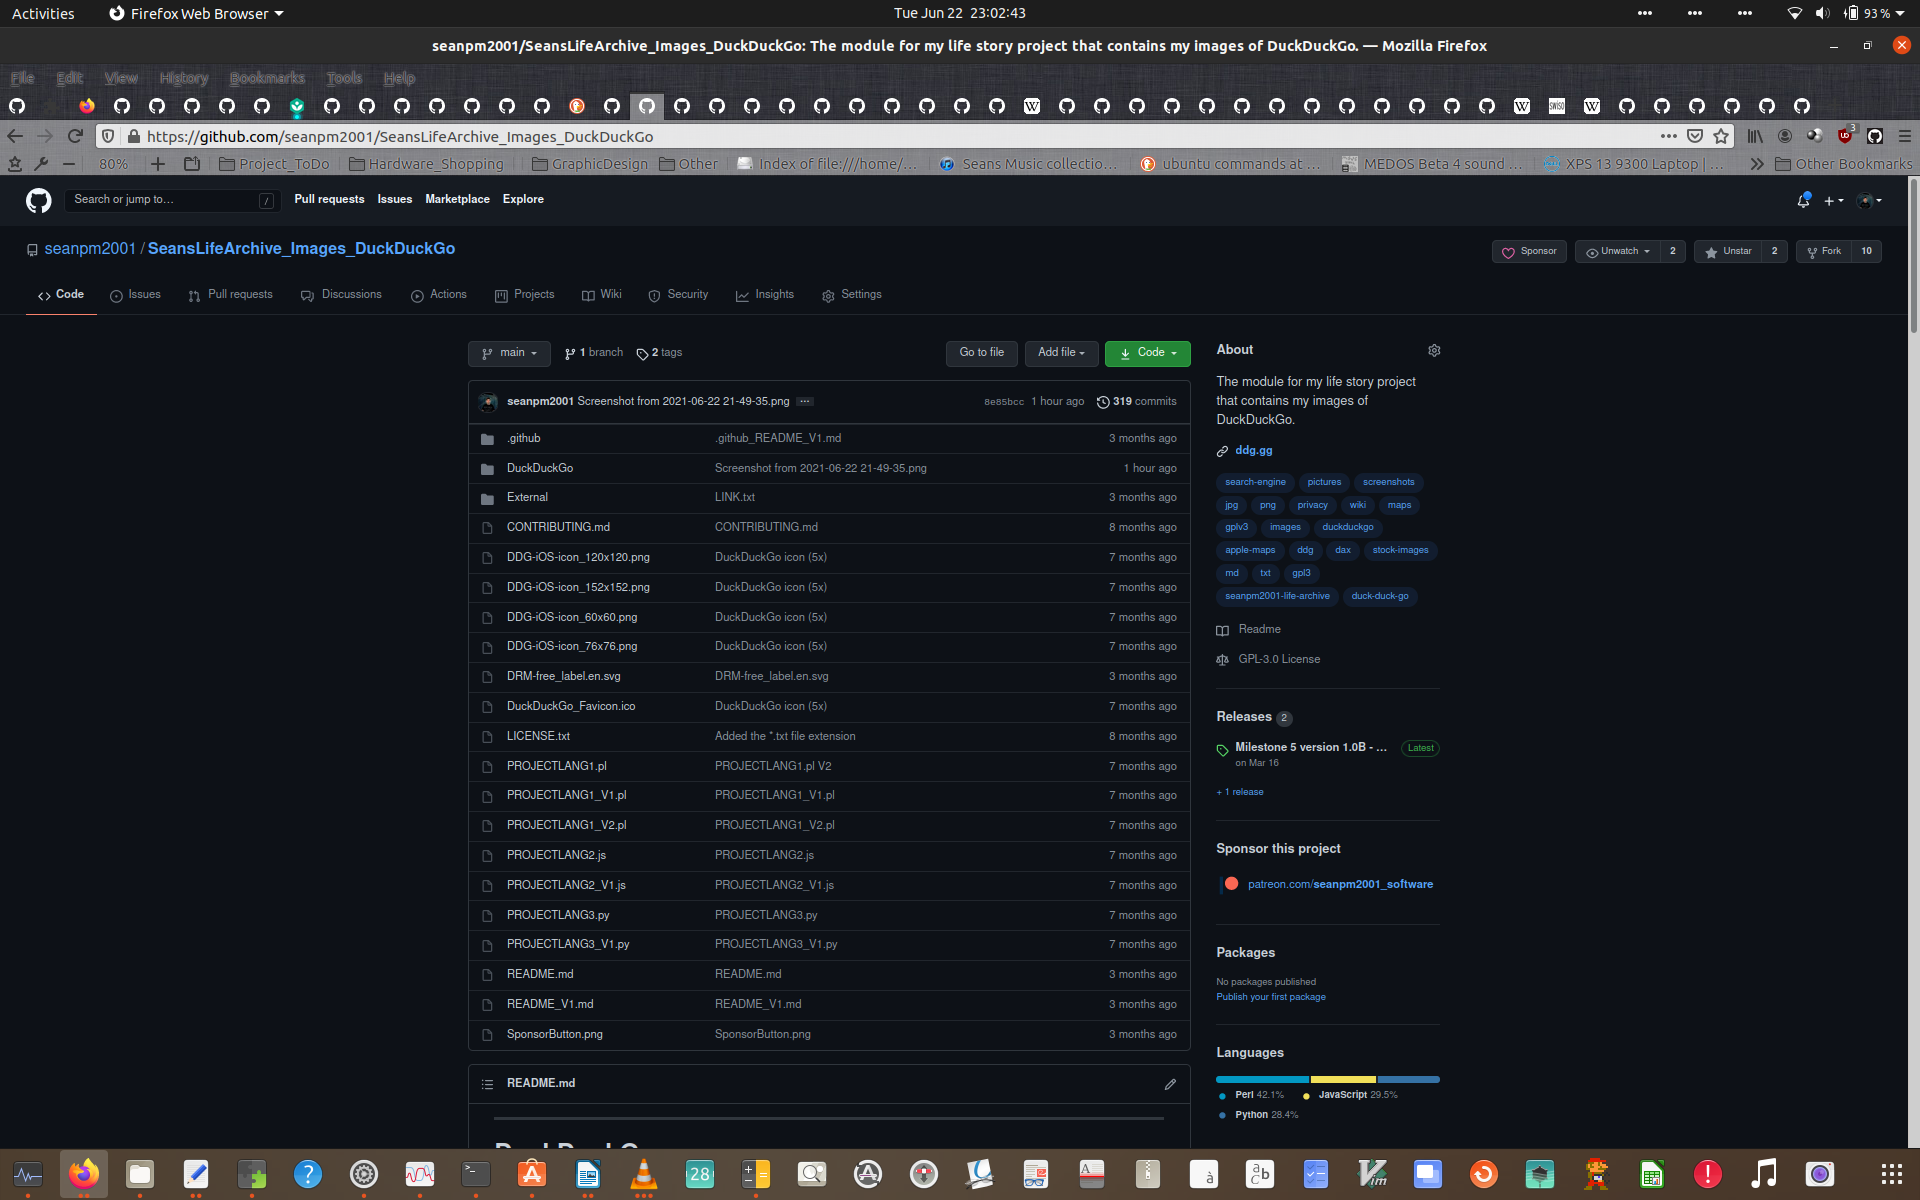 Activities
Firefox Web Browser
Tue Jun 22 23:02:43
93 %
seanpm2001/SeansLifeArchive_Images_DuckDuckGo: The module for my life story project that contains my images of DuckDuckGo. — Mozilla Firefox
File Edit View History Bookmarks Tools Help
https://github.com/seanpm2001/SeansLifeArchive_Images_DuckDuckGo
3
80%
Project_ToDo
Hardware_Shopping
GraphicDesign
Other
Index of file:///home/...
Seans Music collectio...
ubuntu commands at ...
MEDOS Beta 4 sound ...
XPS 13 9300 Laptop | ...
Other Bookmarks
Search or jump to...
/
Pull requests Issues Marketplace Explore
seanpm2001 / SeansLifeArchive_Images_DuckDuckGo
Sponsor
Unwatch 2
Unstar 2
Fork 10
Code
Issues
Pull requests
Discussions
Actions
Projects
Wiki
Security
Insights
Settings
main
1 branch
2 tags
Go to file
Add file
Code
seanpm2001 Screenshot from 2021-06-22 21-49-35.png ...
8e85bcc 1 hour ago 319 commits
.github .github_README_V1.md 3 months ago
DuckDuckGo Screenshot from 2021-06-22 21-49-35.png 1 hour ago
External LINK.txt 3 months ago
CONTRIBUTING.md CONTRIBUTING.md 8 months ago
DDG-iOS-icon_120x120.png DuckDuckGo icon (5x) 7 months ago
DDG-iOS-icon_152x152.png DuckDuckGo icon (5x) 7 months ago
DDG-iOS-icon_60x60.png DuckDuckGo icon (5x) 7 months ago
DDG-iOS-icon_76x76.png DuckDuckGo icon (5x) 7 months ago
DRM-free_label.en.svg DRM-free_label.en.svg 3 months ago
DuckDuckGo_Favicon.ico DuckDuckGo icon (5x) 7 months ago
LICENSE.txt Added the *.txt file extension 8 months ago
PROJECTLANG1.pl PROJECTLANG1.pl V2 7 months ago
PROJECTLANG1_V1.pl PROJECTLANG1_V1.pl 7 months ago
PROJECTLANG1_V2.pl PROJECTLANG1_V2.pl 7 months ago
PROJECTLANG2.js PROJECTLANG2.js 7 months ago
PROJECTLANG2_V1.js PROJECTLANG2_V1.js 7 months ago
PROJECTLANG3.py PROJECTLANG3.py 7 months ago
PROJECTLANG3_V1.py PROJECTLANG3_V1.py 7 months ago
README.md README.md 3 months ago
README_V1.md README_V1.md 3 months ago
SponsorButton.png SponsorButton.png 3 months ago
README.md
About
The module for my life story project
that contains my images of
DuckDuckGo.
ddg.gg
search-engine pictures screenshots
jpg png privacy wiki maps
gplv3 images duckduckgo
apple-maps ddg dax stock-images
md txt gpl3
seanpm2001-life-archive duck-duck-go
Readme
GPL-3.0 License
Releases 2
Milestone 5 version 1.0B - ... Latest
on Mar 16
+ 1 release
Sponsor this project
patreon.com/seanpm2001_software
Packages
No packages published
Publish your first package
Languages
Perl 42.1% JavaScript 29.5%
Python 28.4%
28